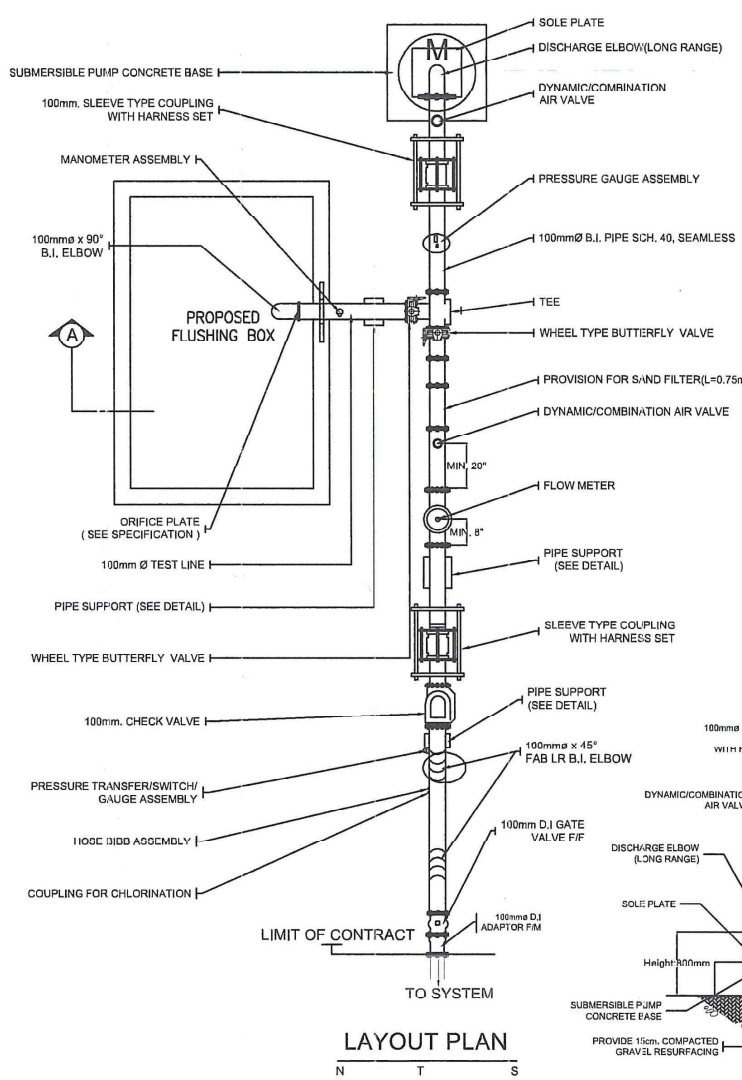 SOLE PLATE
M
DISCHARGE ELBOW(LONG RANGE)
SUBMERSIBLE PUMP CONCRETE BASE
DYNAMIC/COMBINATION
AIR VALVE
100mm. SLEEVE TYPE COUPLING
WITH HARNESS SET
MANOMETER ASSEMBLY
PRESSURE GAUGE ASSEMBLY
100mmø x 90°
B.I. ELBOW
100mmØ B.I. PIPE SCH. 40, SEAMLESS
TEE
PROPOSED
FLUSHING BOX
A
WHEEL TYPE BUTTERFLY VALVE
PROVISION FOR SAND FILTER(L=0.75m
DYNAMIC/COMBINATION AIR VALVE
MIN. 20"
FLOW METER
ORIFICE PLATE
( SEE SPECIFICATION )
MIN. 8"
100mm Ø TEST LINE
PIPE SUPPORT
(SEE DETAIL)
PIPE SUPPORT (SEE DETAIL)
SLEEVE TYPE COUPLING
WITH HARNESS SET
WHEEL TYPE BUTTERFLY VALVE
PIPE SUPPORT
(SEE DETAIL)
100mm. CHECK VALVE
100mmø
WITH
100mmø x 45°
FAB LR B.I. ELBOW
PRESSURE TRANSFER/SWITCH/
GAUGE ASSEMBLY
DYNAMIC/COMBINATIO
AIR VALV
HOSE BIBB ASSEMBLY
100mm D.I GATE
VALVE F/F
DISCHARGE ELBOW
(LONG RANGE)
COUPLING FOR CHLORINATION
SOLE PLATE
100mmø D.I
ADAPTOR F/M
LIMIT OF CONTRACT
Height:800mm
TO SYSTEM
SUBMERSIBLE PUMP
CONCRETE BASE
LAYOUT PLAN
PROVIDE 15cm. COMPACTED
GRAVEL RESURFACING
N T S